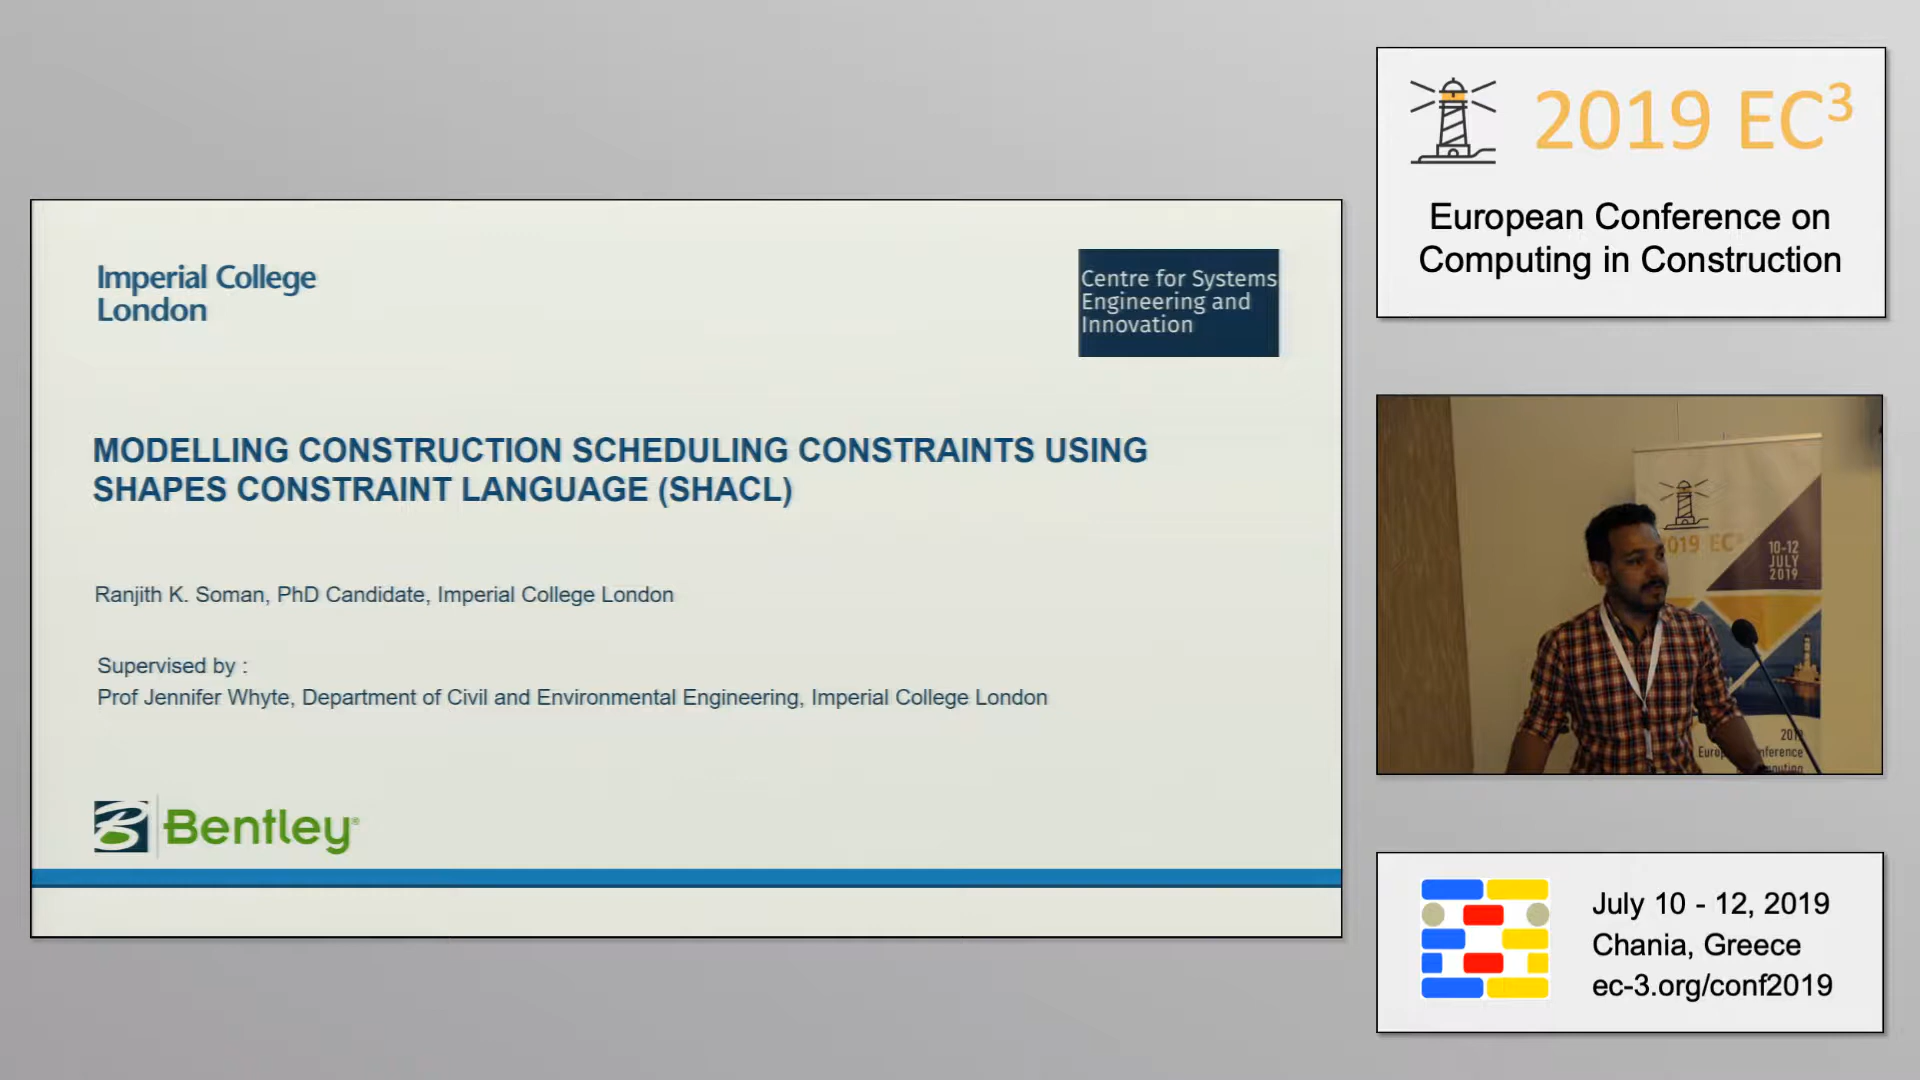 Imperial College
London
Centre for Systems
Engineering and
Innovation
MODELLING CONSTRUCTION SCHEDULING CONSTRAINTS USING
SHAPES CONSTRAINT LANGUAGE (SHACL)
Ranjith K. Soman, PhD Candidate, Imperial College London
Supervised by :
Prof Jennifer Whyte, Department of Civil and Environmental Engineering, Imperial College London
Bentley®
2019 EC³
European Conference on
Computing in Construction
2019 EC³
10-12
JULY
2019
July 10 - 12, 2019
Chania, Greece
ec-3.org/conf2019